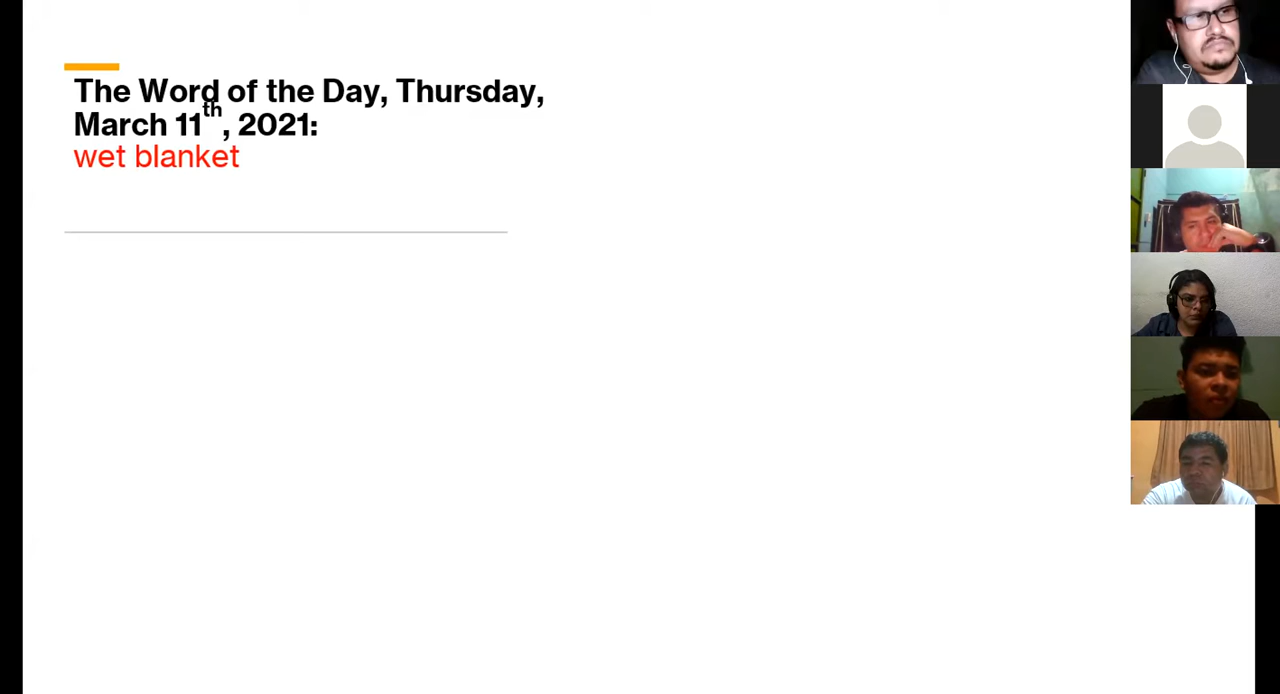 The Word of the Day, Thursday,
March 11th, 2021:
wet blanket